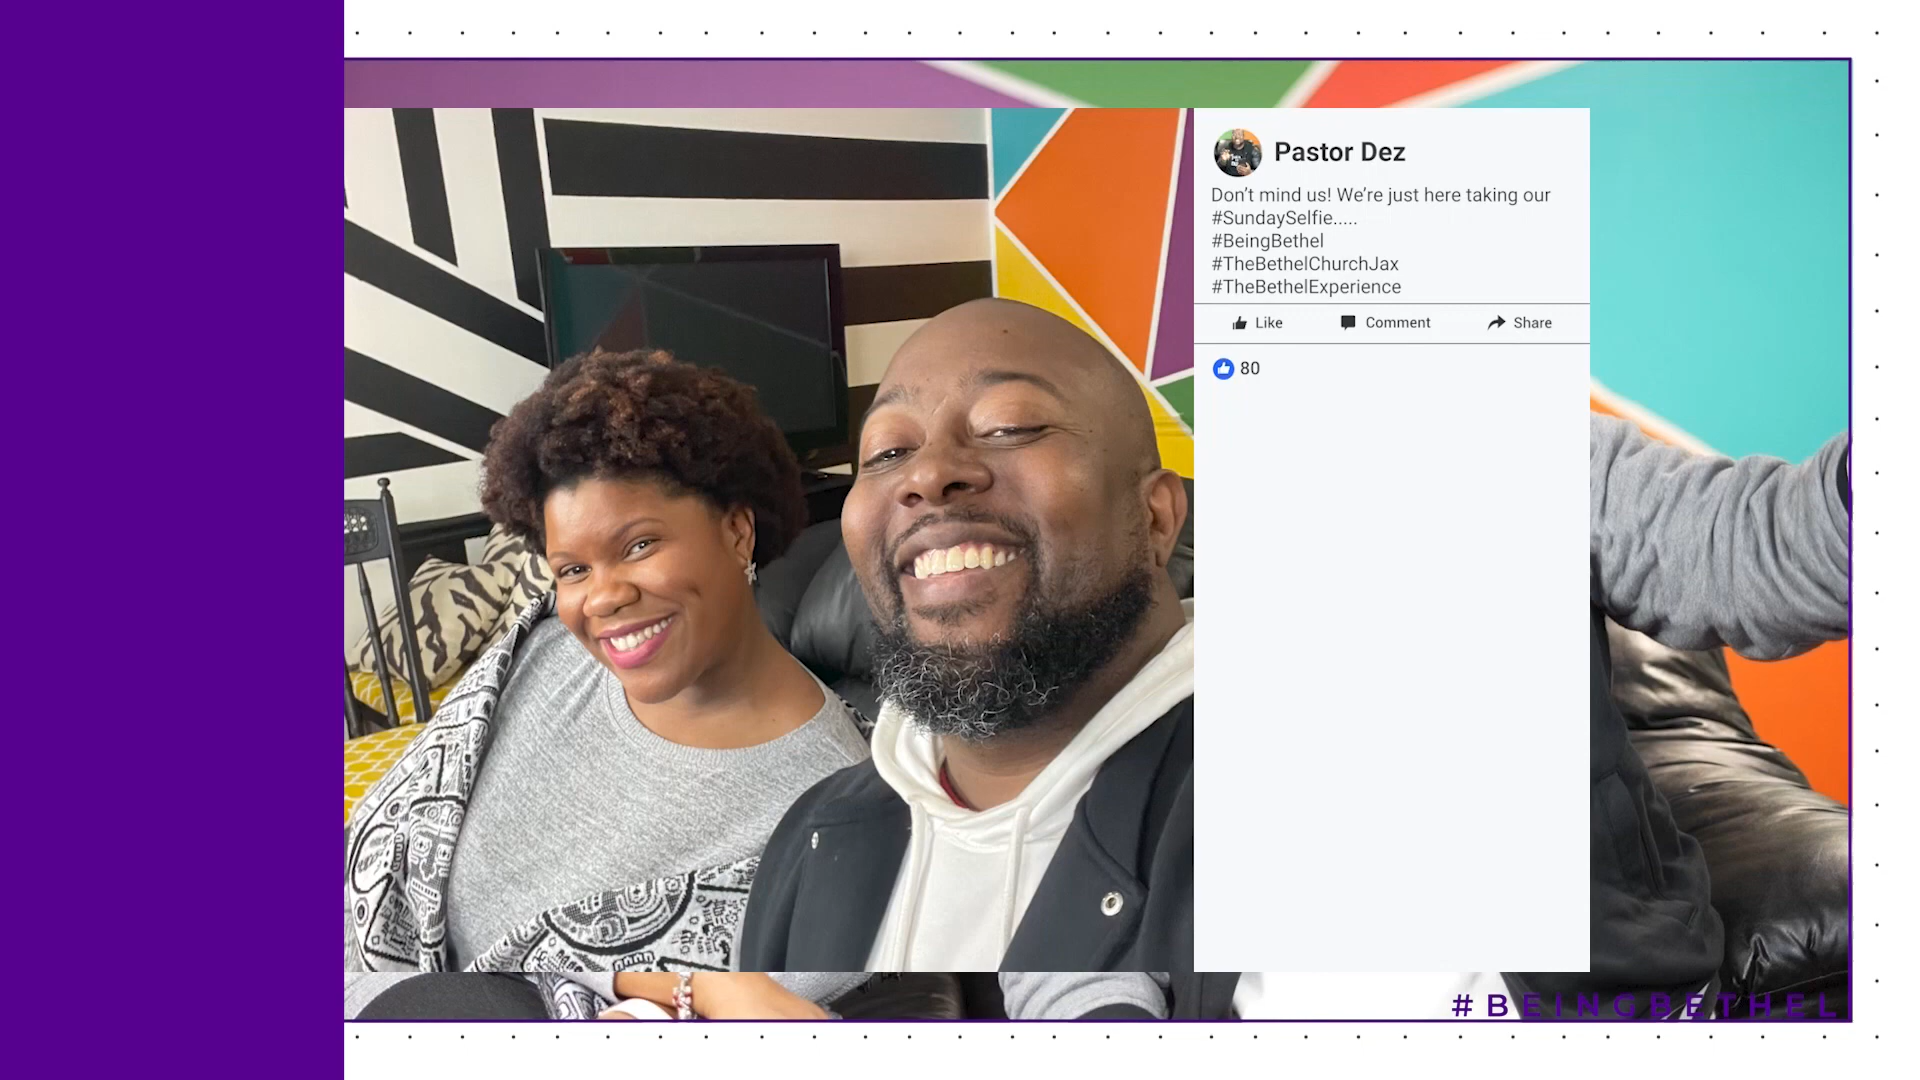 Pastor Dez
Don’t mind us! We’re just here taking our
#SundaySelfie.....
#BeingBethel
#TheBethelChurchJax
#TheBethelExperience
Like Comment Share
80
#BEINGBETHEL